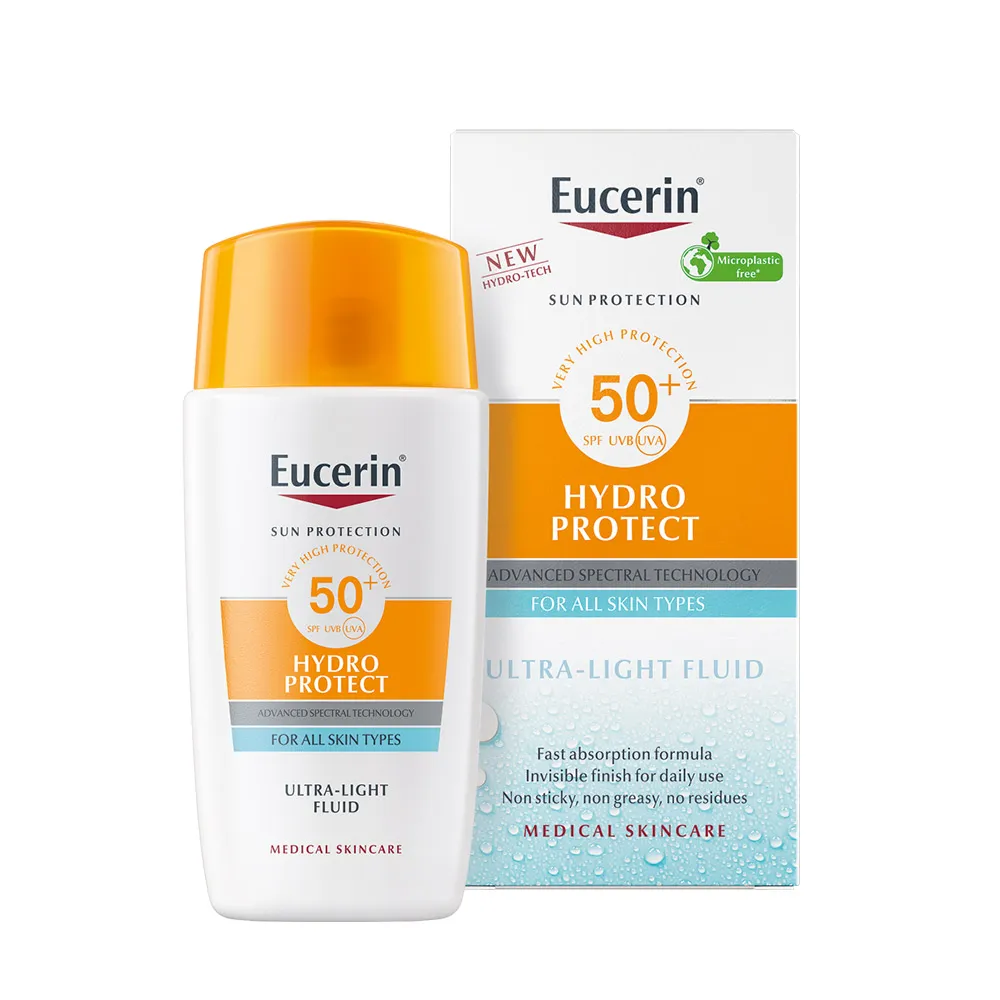 Eucerin®
SUN PROTECTION
VERY HIGH PROTECTION
50+
SPF UVB UVA
HYDRO
PROTECT
ADVANCED SPECTRAL TECHNOLOGY
FOR ALL SKIN TYPES
ULTRA-LIGHT
FLUID
MEDICAL SKINCARE
Eucerin®
NEW
HYDRO-TECH
Microplastic
free*
SUN PROTECTION
VERY HIGH PROTECTION
50+
SPF UVB UVA
HYDRO
PROTECT
ADVANCED SPECTRAL TECHNOLOGY
FOR ALL SKIN TYPES
ULTRA-LIGHT FLUID
Fast absorption formula
Invisible finish for daily use
Non sticky, non greasy, no residues
MEDICAL SKINCARE